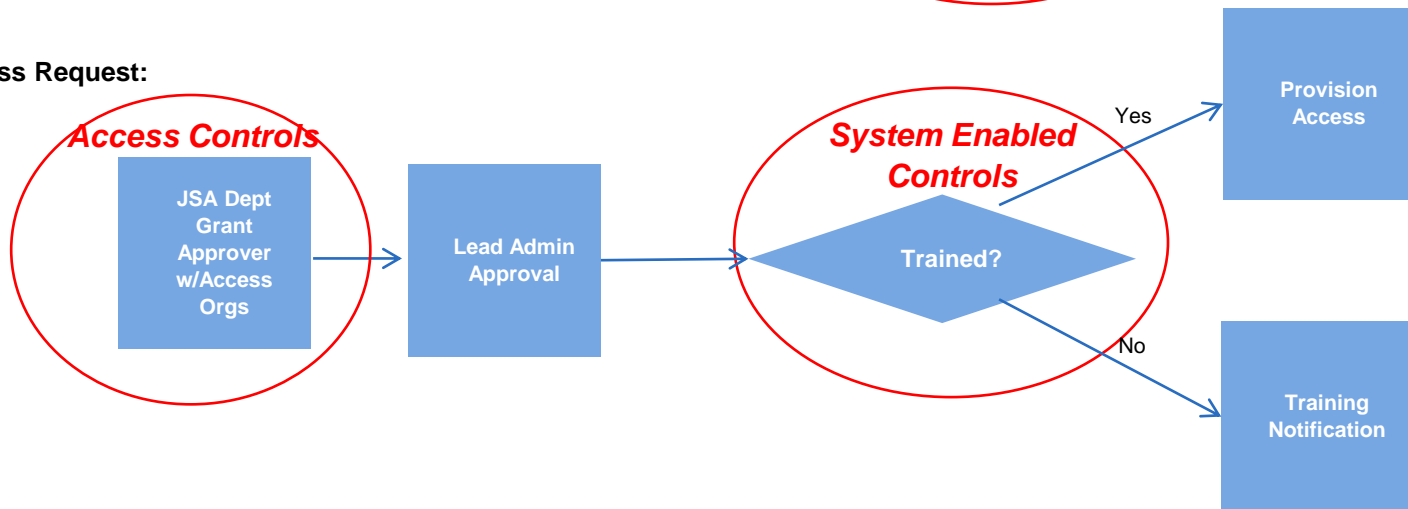 ss Request:
Access Controls
JSA Dept
Grant
Approver
w/Access
Orgs
Lead Admin
Approval
System Enabled
Controls
Trained?
Yes
No
Provision
Access
Training
Notification